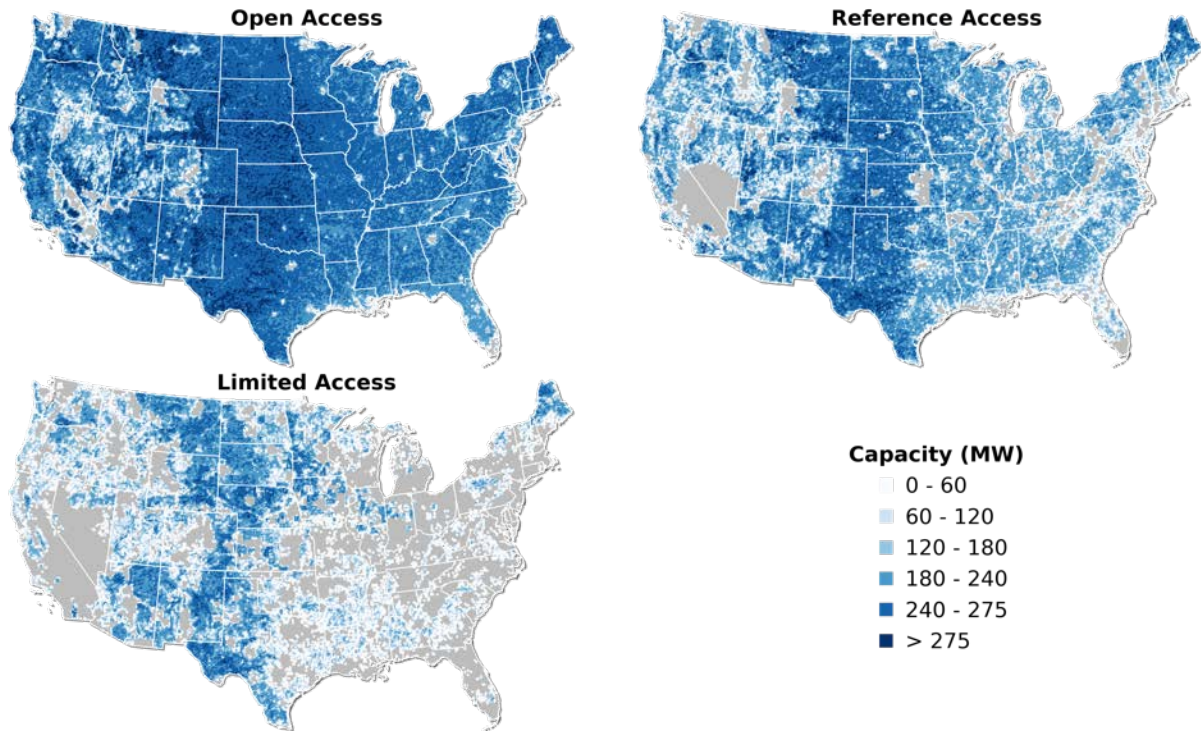 Open Access
Reference Access
Limited Access
Capacity (MW)
0 - 60
60 - 120
120 - 180
180 - 240
240 - 275
> 275